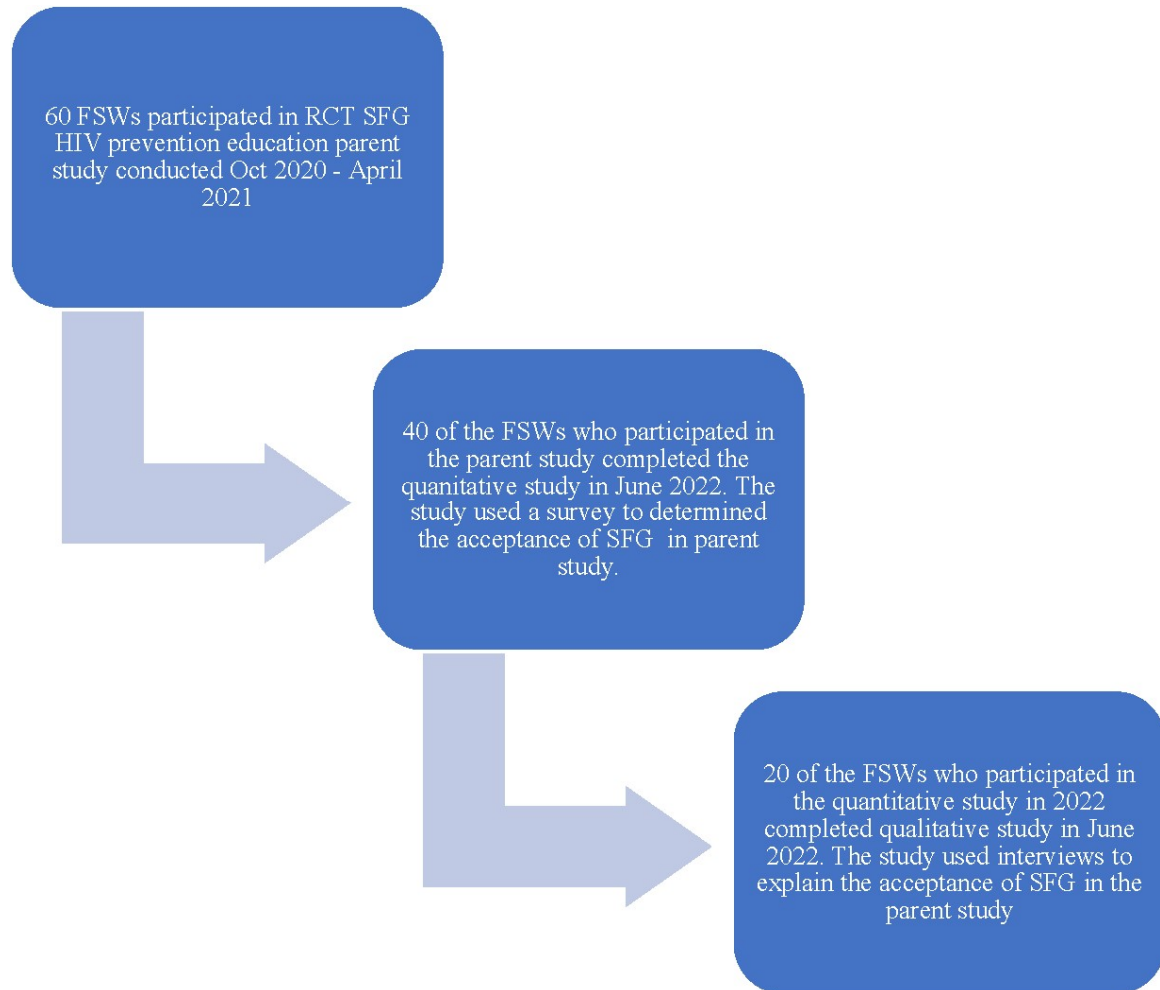 60 FSWs participated in RCT SFG
HIV prevention education parent
study conducted Oct 2020 - April
2021
40 of the FSWs who participated in
the parent study completed the
quanitative study in June 2022. The
study used a survey to determined
the acceptance of SFG in parent
study.
20 of the FSWs who participated in
the quantitative study in 2022
completed qualitative study in June
2022. The study used interviews to
explain the acceptance of SFG in the
parent study